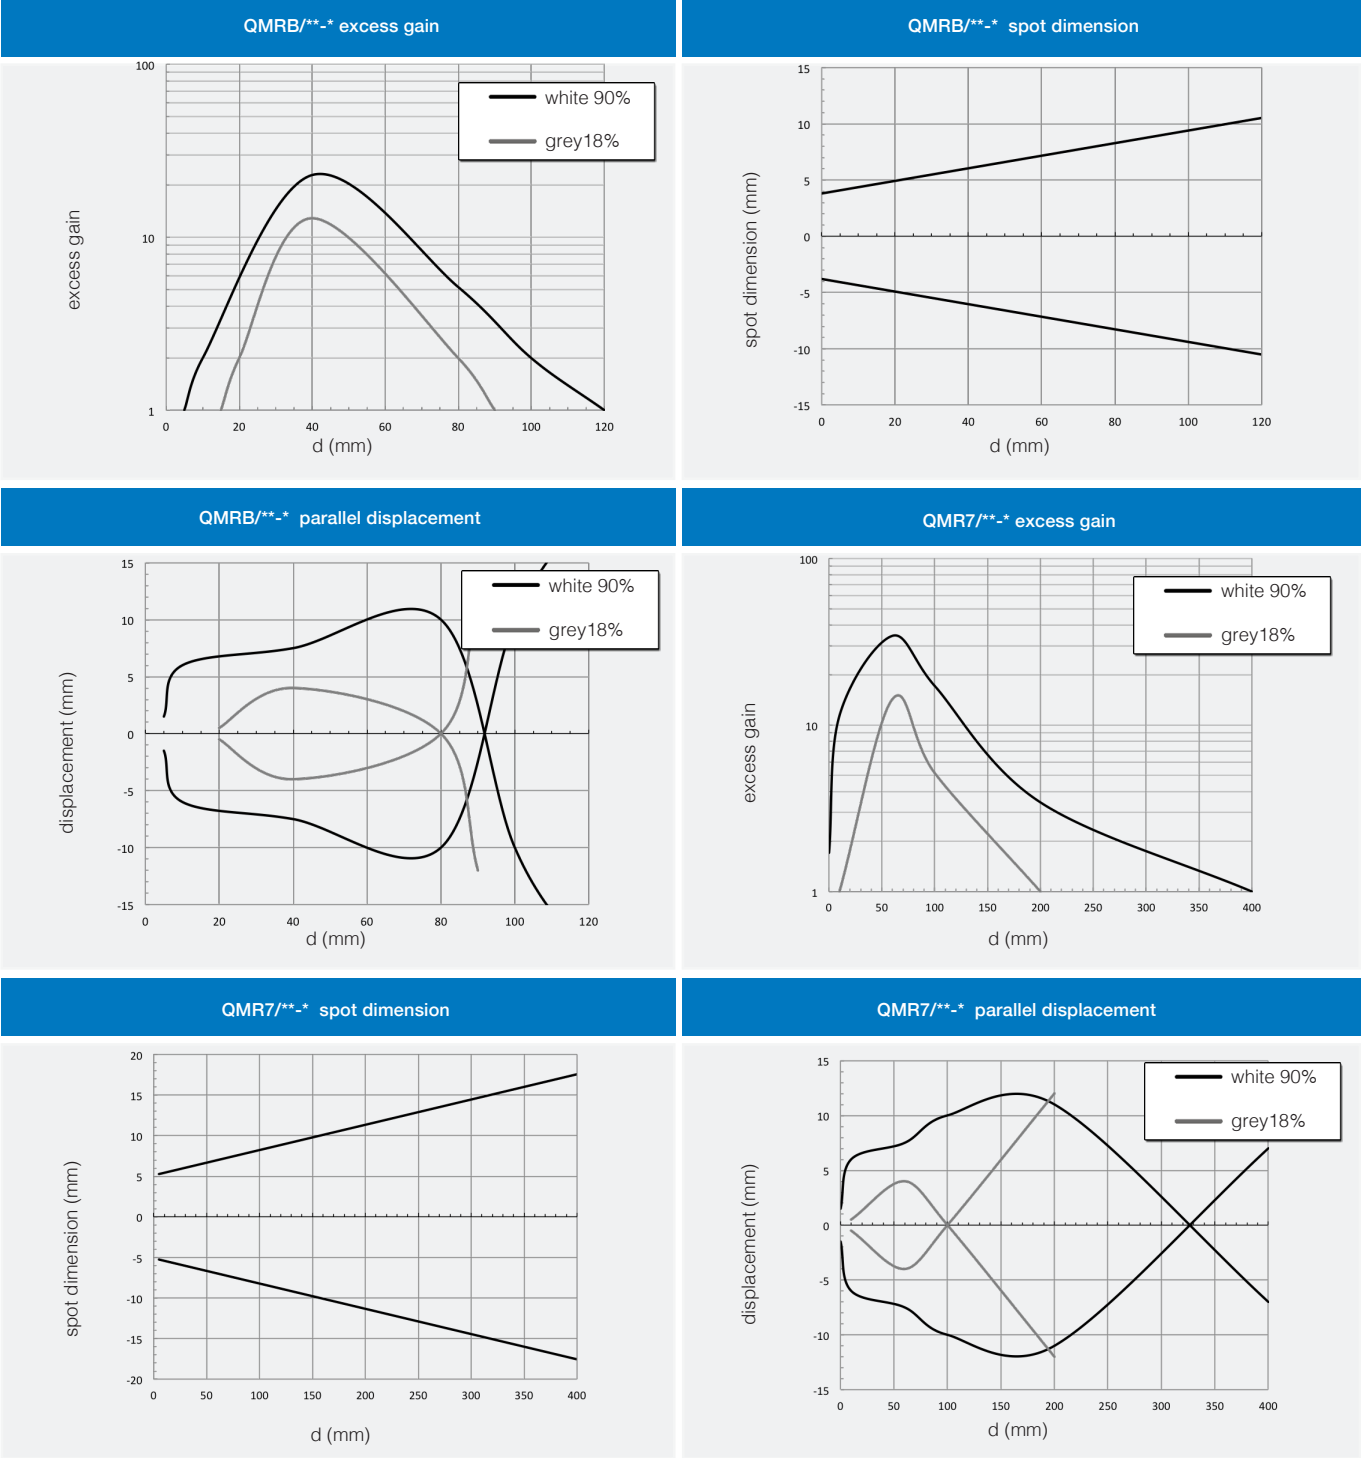 QMRB/**-* excess gain
100
10
1
excess gain
white 90%
grey18%
0 20 40 60 80 100 120
d (mm)
QMRB/**-* spot dimension
15
10
5
0
-5
-10
-15
spot dimension (mm)
0 20 40 60 80 100 120
d (mm)
QMRB/**-* parallel displacement
15
10
5
0
-5
-10
-15
displacement (mm)
white 90%
grey18%
0 20 40 60 80 100 120
d (mm)
QMR7/**-* excess gain
100
10
1
excess gain
white 90%
grey18%
0 50 100 150 200 250 300 350 400
d (mm)
QMR7/**-* spot dimension
20
15
10
5
0
-5
-10
-15
-20
spot dimension (mm)
0 50 100 150 200 250 300 350 400
d (mm)
QMR7/**-* parallel displacement
15
10
5
0
-5
-10
-15
displacement (mm)
white 90%
grey18%
0 50 100 150 200 250 300 350 400
d (mm)